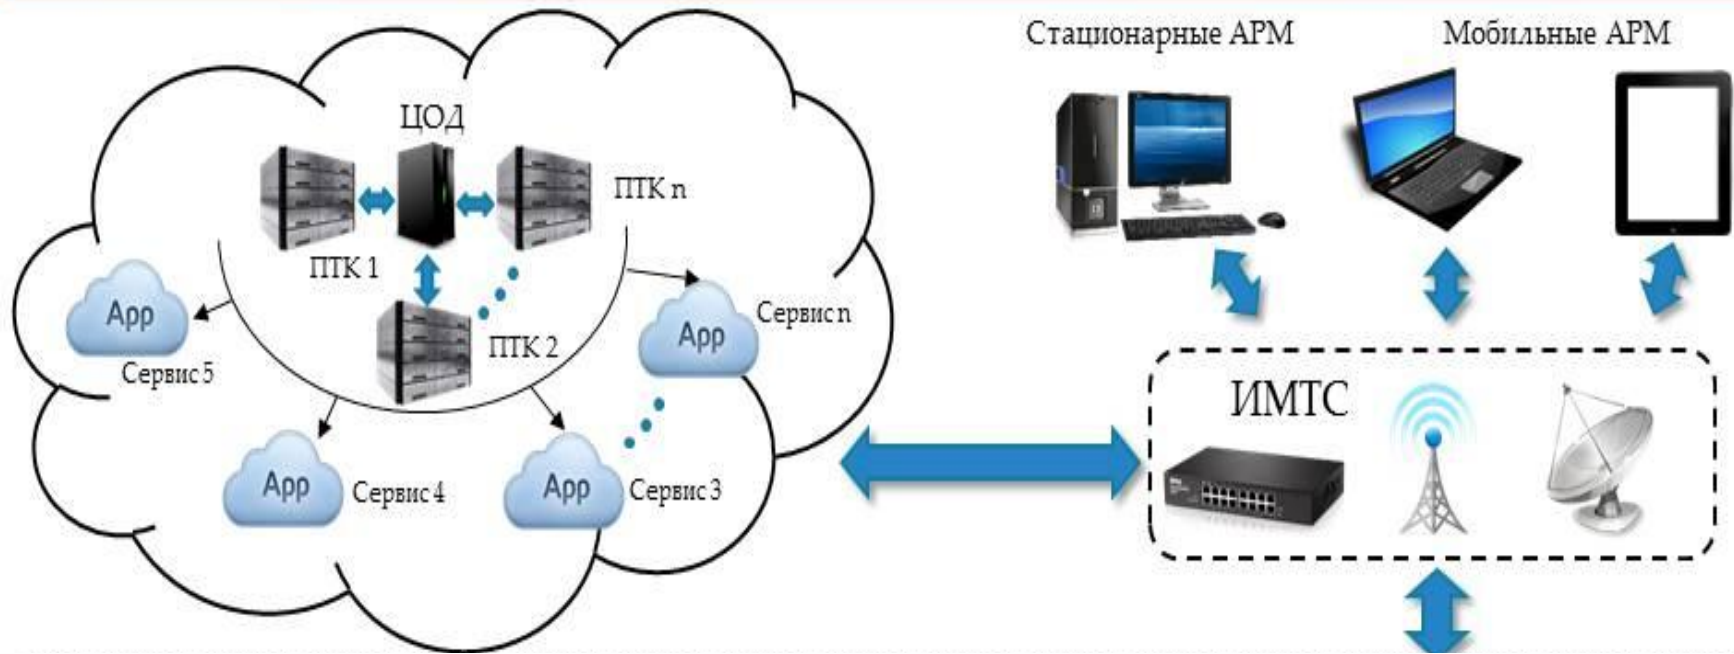 Стационарные АРМ
Мобильные АРМ
ЦОД
ПТК n
ПТК 1
App
Сервис n
App
ПТК 2
Сервис 5
ИМТС
App
Сервис 4
App
Сервис 3